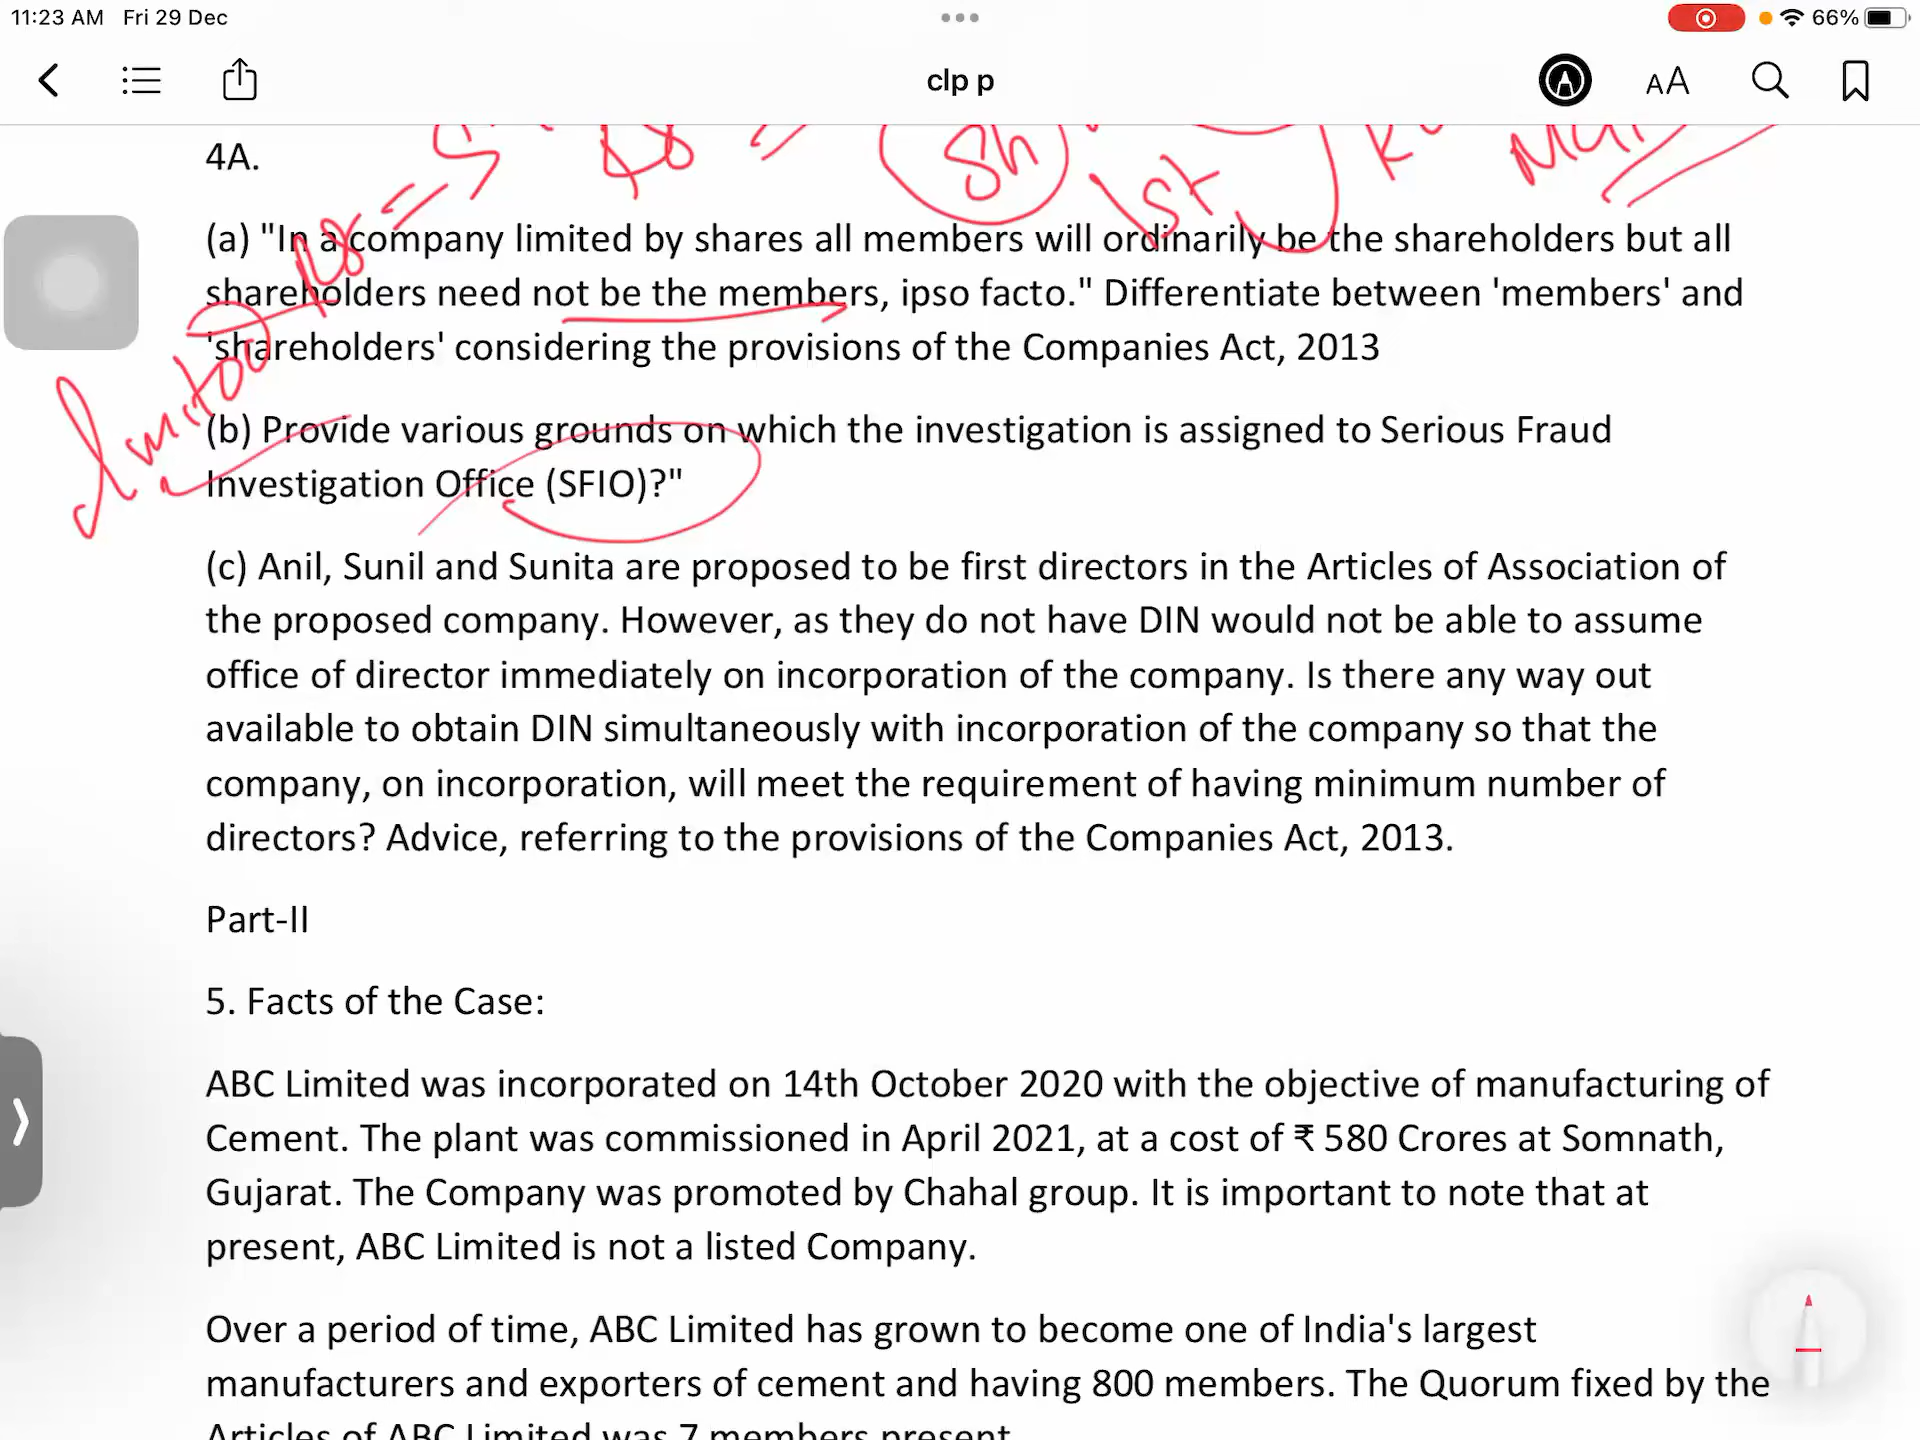 11:23 AM Fri 29 Dec
66%
clp p
AA
4A.
Sh
1st
(a) "In a company limited by shares all members will ordinarily be the shareholders but all
shareholders need not be the members, ipso facto." Differentiate between 'members' and
'shareholders' considering the provisions of the Companies Act, 2013
(b) Provide various grounds on which the investigation is assigned to Serious Fraud
Investigation Office (SFIO)?"
(c) Anil, Sunil and Sunita are proposed to be first directors in the Articles of Association of
the proposed company. However, as they do not have DIN would not be able to assume
office of director immediately on incorporation of the company. Is there any way out
available to obtain DIN simultaneously with incorporation of the company so that the
company, on incorporation, will meet the requirement of having minimum number of
directors? Advice, referring to the provisions of the Companies Act, 2013.
Part-II
5. Facts of the Case:
ABC Limited was incorporated on 14th October 2020 with the objective of manufacturing of
Cement. The plant was commissioned in April 2021, at a cost of ₹ 580 Crores at Somnath,
Gujarat. The Company was promoted by Chahal group. It is important to note that at
present, ABC Limited is not a listed Company.
Over a period of time, ABC Limited has grown to become one of India's largest
manufacturers and exporters of cement and having 800 members. The Quorum fixed by the
Articles of ABC Limited was 7 members present